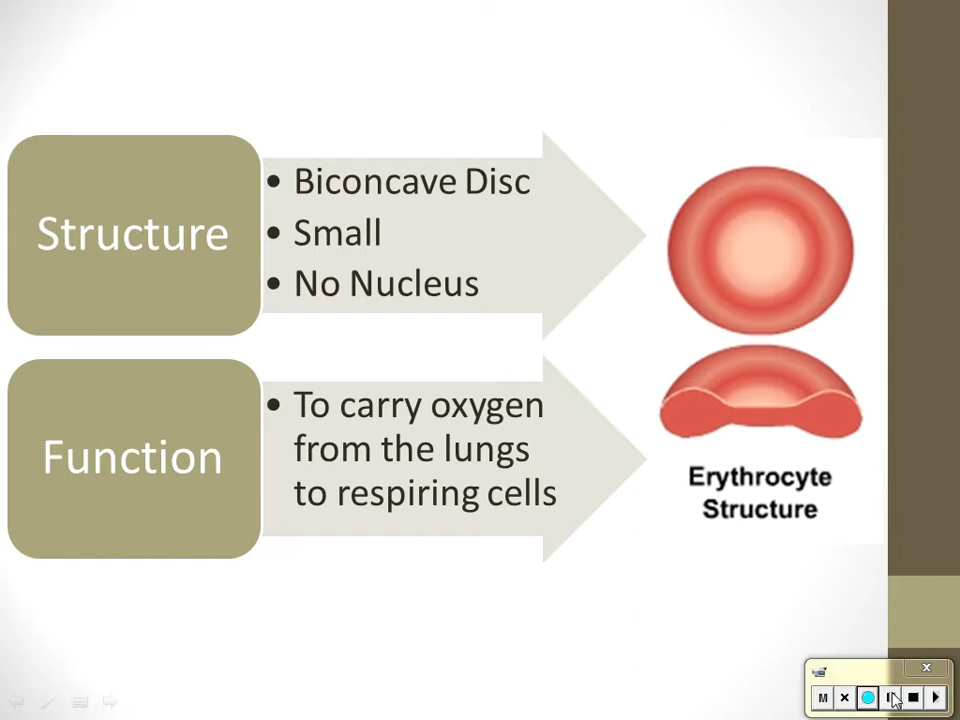 Structure
• Biconcave Disc
• Small
• No Nucleus
Function
• To carry oxygen
from the lungs
to respiring cells
Erythrocyte
Structure
M